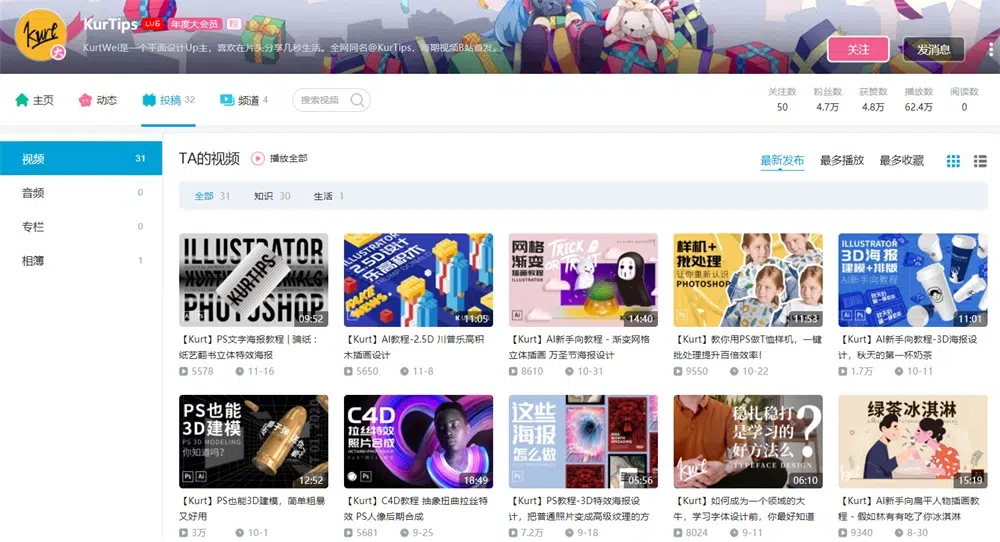 Kurt
KurTips LV6 年度大会员 粉
KurtWei是一个平面设计Up主，喜欢在片头分享几秒生活。全网同名@KurTips，每期视频B站首发。
关注
发消息
主页
动态
投稿 32
频道 4
搜索视频
关注数 粉丝数 获赞数 播放数 阅读数
50 4.7万 4.8万 62.4万 0
视频 31
音频 0
专栏 0
相簿 1
TA的视频
播放全部
最新发布 最多播放 最多收藏
全部 31 知识 30 生活 1
ILLUSTRATOR
KURTIPS
PHOTOSHOP
09:52
ILLUSTRATOR
2.5D设计
乐高积木
DONALD TRUMP
FAKE NEWS
11:05
网格
渐变
插画教程
ILLUSTRATOR
TRICK OR TREAT
14:40
样机+
批处理
让你重新认识
PHOTOSHOP
11:53
ILLUSTRATOR
3D海报
建模+排版
AI新手向教程
Ai Ps
11:01
【Kurt】PS文字海报教程 | 骗纸：
纸艺翻书立体特效海报
5578 11-16
【Kurt】AI教程-2.5D 川普乐高积
木插画设计
5650 11-8
【Kurt】AI新手向教程 - 渐变网格
立体插画 万圣节海报设计
8610 10-31
【Kurt】教你用PS做T恤样机，一键
批处理提升百倍效率！
9550 10-22
【Kurt】AI新手向教程-3D海报设
计，秋天的第一杯奶茶
1.7万 10-11
PS也能
3D建模
PS 3D MODELING
你知道吗？
Ps Ai
12:52
C4D
拉丝特效
照片合成
OCTANE+PHOTOSHOP
18:49
这些
海报
怎么做
05:56
稳扎稳打
是学习的
好方法么
?
TYPEFACE DESIGN
Kurt
06:10
绿茶冰淇淋
15:19
【Kurt】PS也能3D建模，简单粗暴
又好用
3万 10-1
【Kurt】C4D教程 抽象扭曲拉丝特
效 PS人像后期合成
5681 9-25
【Kurt】PS教程-3D特效海报设
计，把普通照片变成高级纹理的方
7.2万 9-18
【Kurt】如何成为一个领域的大
牛，学习字体设计前，你最好知道
8024 9-11
【Kurt】AI新手向扁平人物插画教
程 - 假如林有有吃了你冰淇淋
9340 8-30